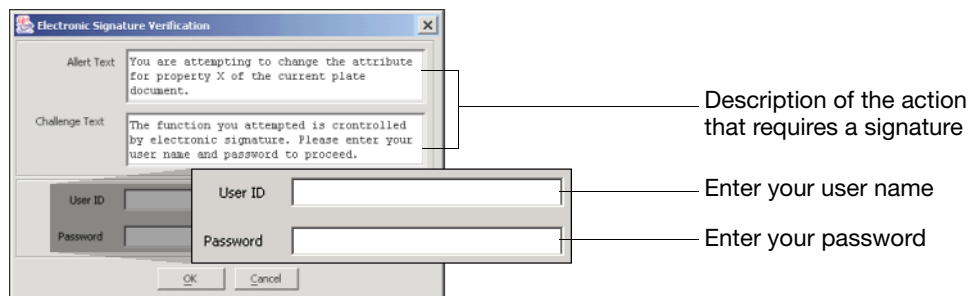 Electronic Signature Verification
Allert Text
You are attempting to change the attribute
for property X of the current plate
document.
Challenge Text
The function you attempted is crontrolled
by electronic signature. Please enter your
user name and password to proceed.
Description of the action
that requires a signature
User ID
User ID
Enter your user name
Password
Password
Enter your password
OK
Cancel